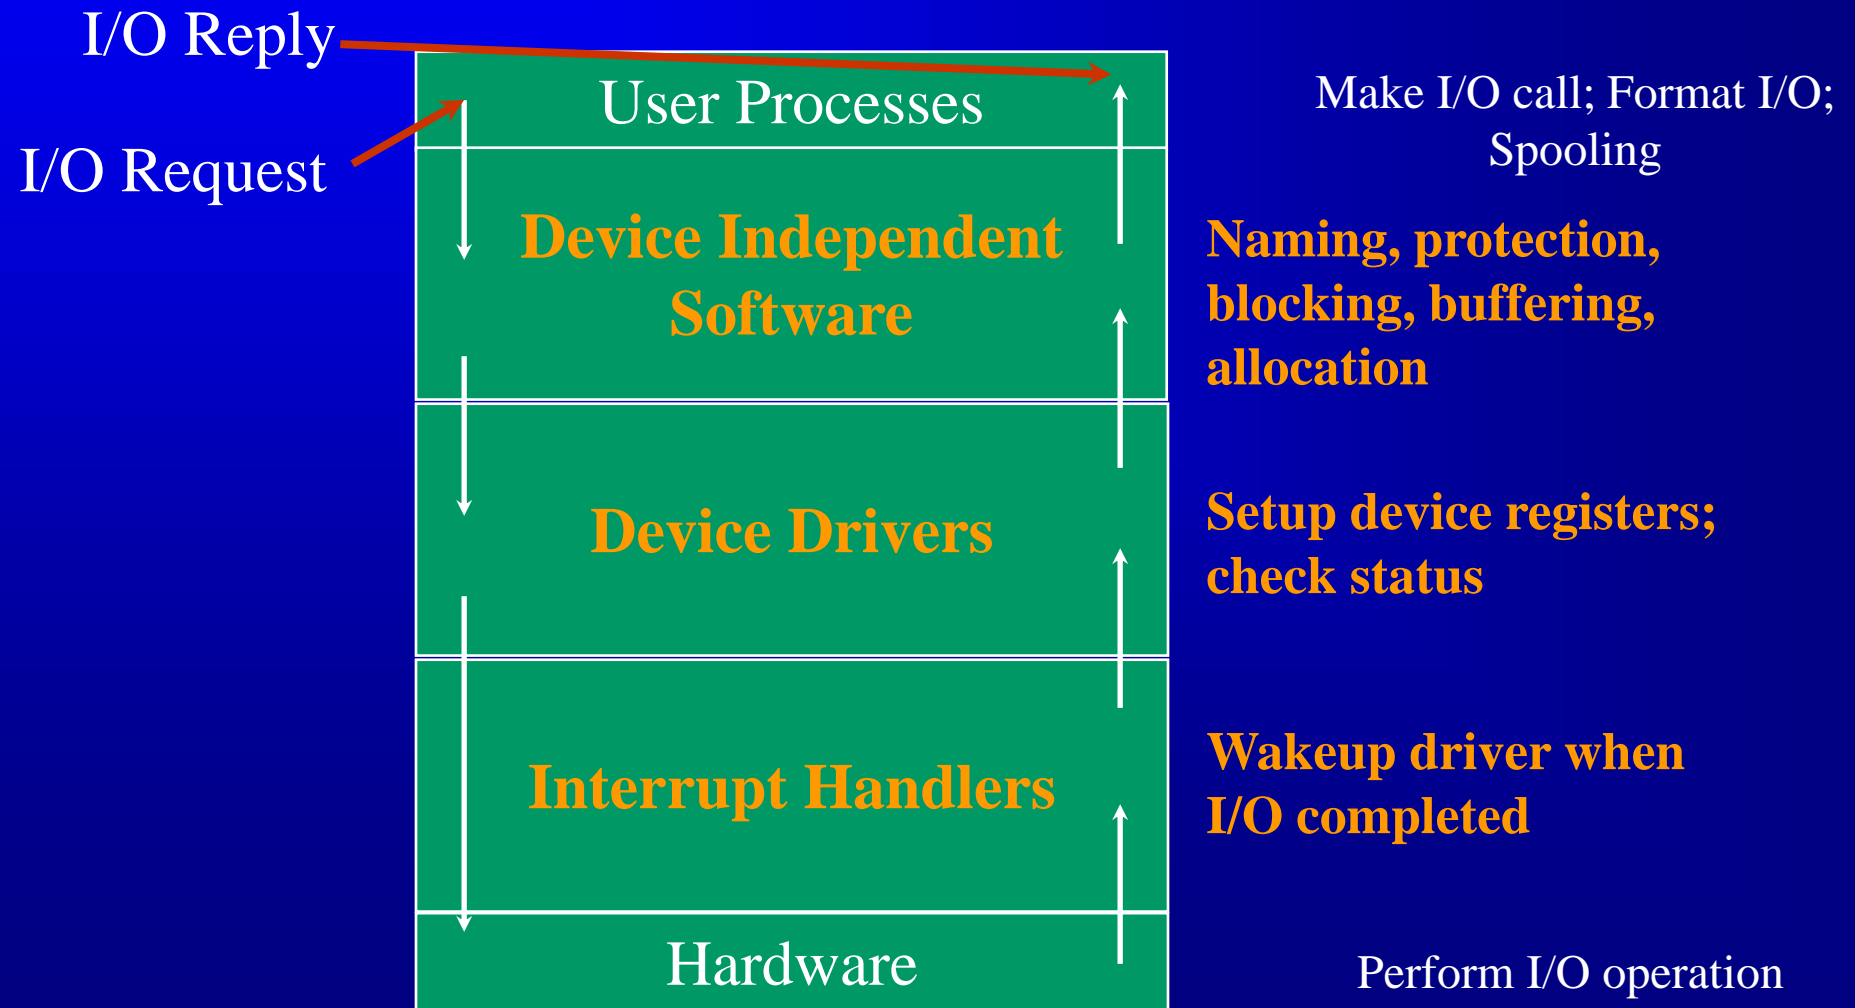 I/O Reply
I/O Request
User Processes
Make I/O call; Format I/O;
Spooling
Device Independent
Software
Naming, protection,
blocking, buffering,
allocation
Device Drivers
Setup device registers;
check status
Interrupt Handlers
Wakeup driver when
I/O completed
Hardware
Perform I/O operation